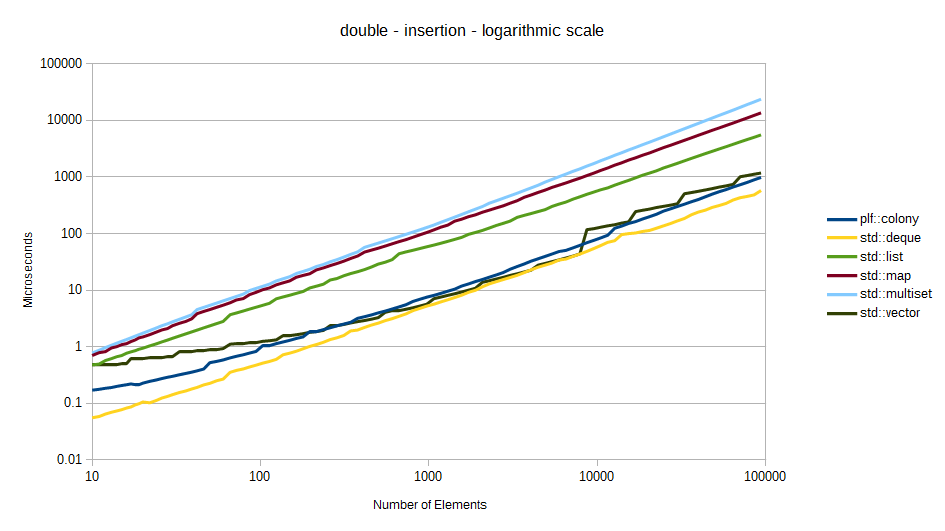 double - insertion - logarithmic scale
100000
10000
1000
100
10
1
0.1
0.01
Microseconds
10 100 1000 10000 100000
Number of Elements
plf::colony
std::deque
std::list
std::map
std::multiset
std::vector